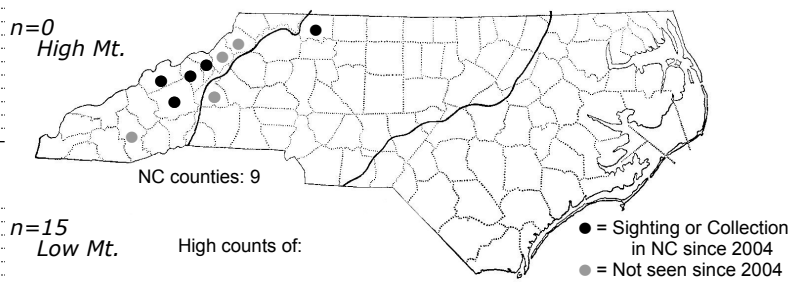 n=0
High Mt.
NC counties: 9
n=15
Low Mt.
High counts of:
● = Sighting or Collection
in NC since 2004
● = Not seen since 2004